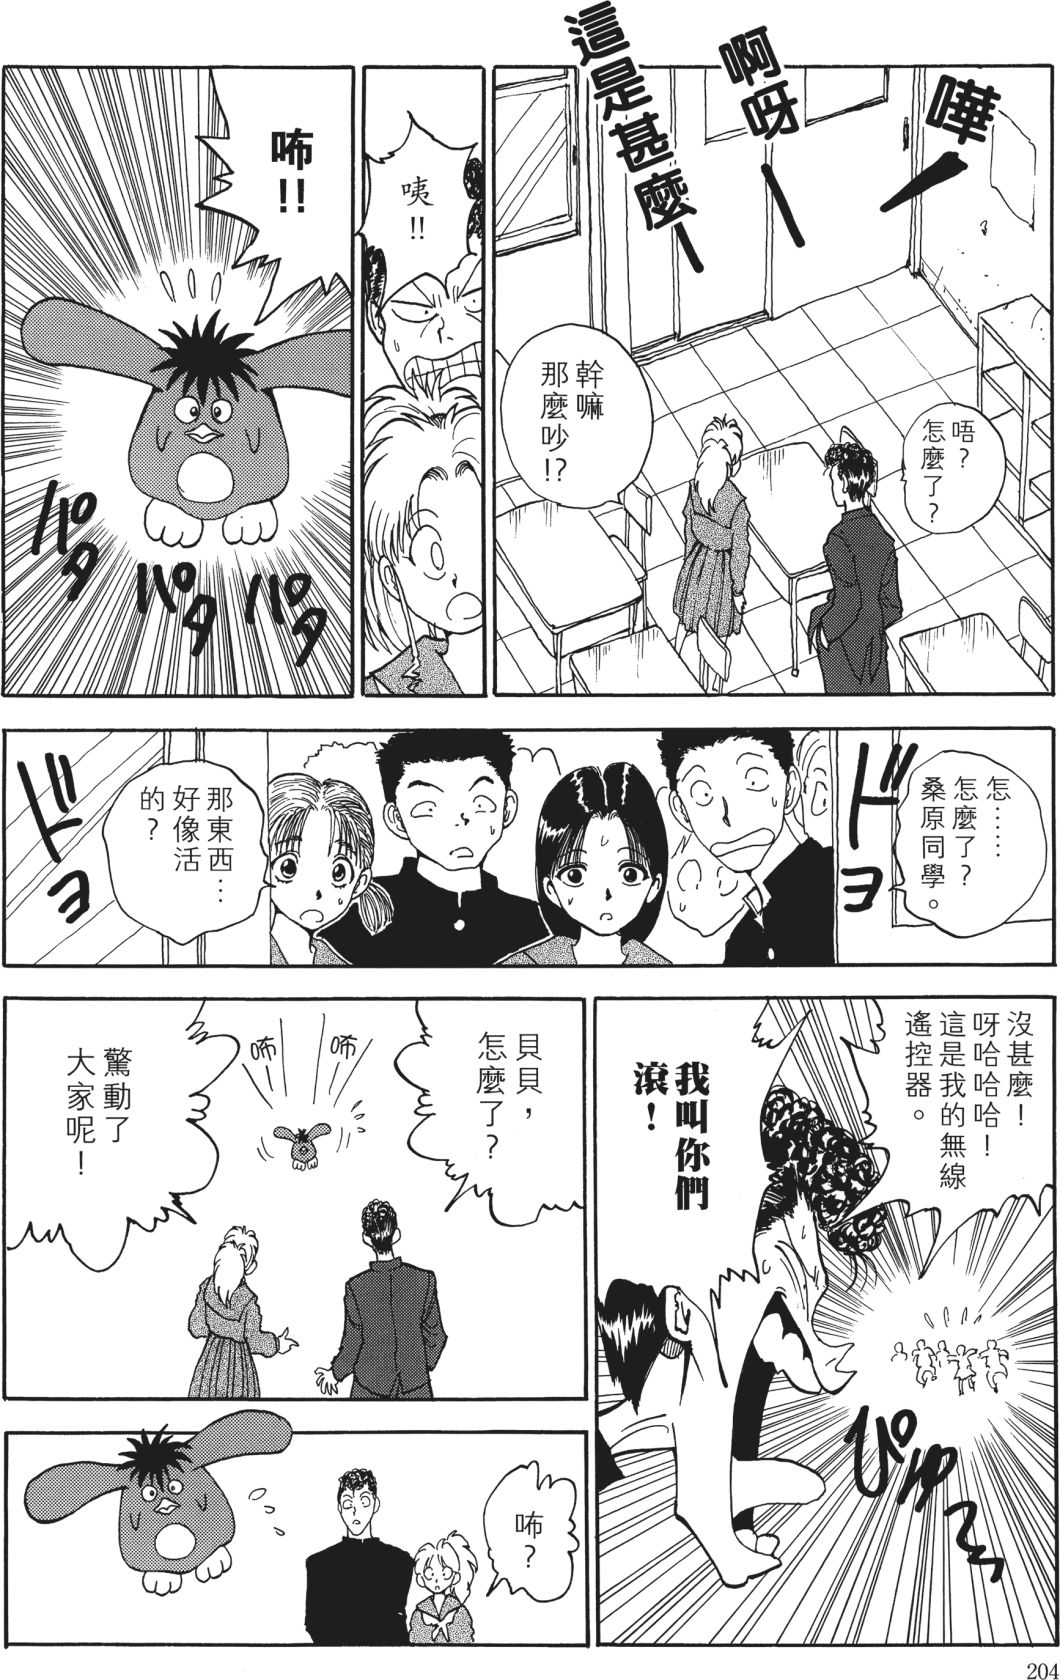 嘩
啊呀
這是甚麼
唔?
怎麼了?
幹嘛
那麼吵!?
咦!!
咘!!
パタ
パタ
パタ
怎……
怎麼了?
桑原同學。
ドヨ
那東西…
好像活
的?
ドヨ
沒甚麼!
呀哈哈哈!
這是我的無線
遙控器。
我叫你們
滾!
ぴゅー
貝貝，
怎麼了?
咘
咘
驚動了
大家呢!
咘?
204